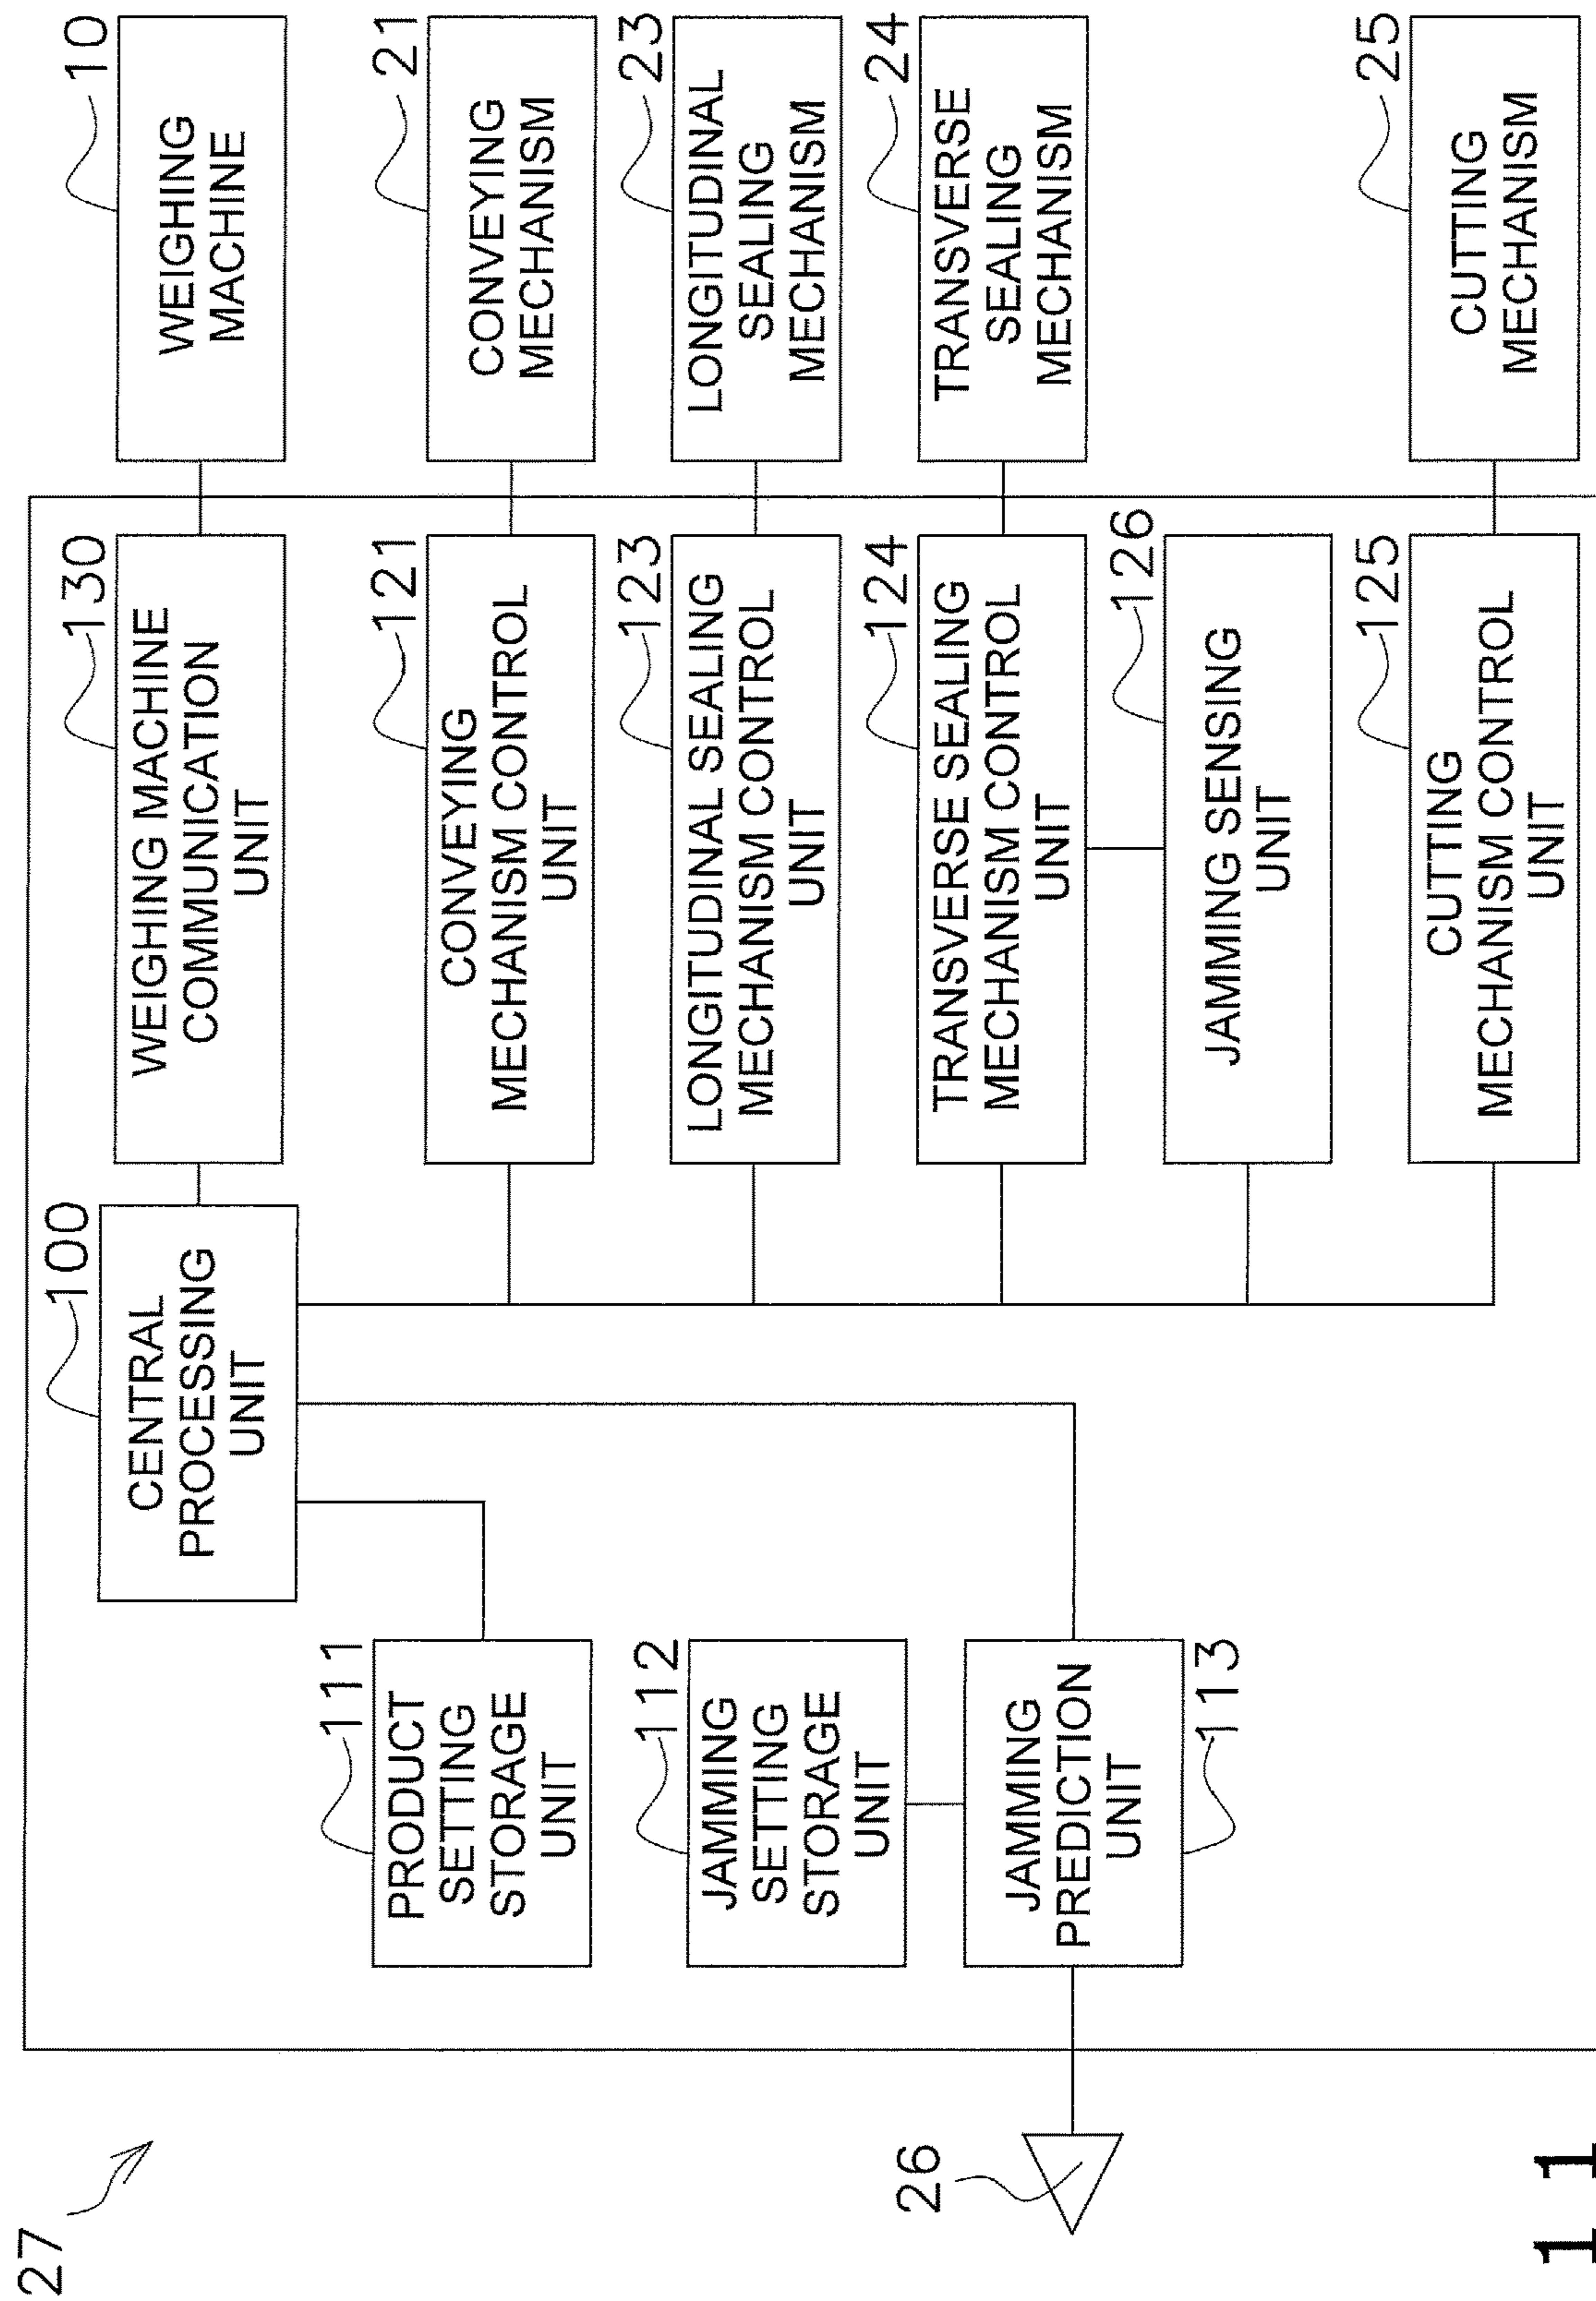 27
100
CENTRAL
PROCESSING
UNIT
130
WEIGHING MACHINE
COMMUNICATION
UNIT
10
WEIGHING
MACHINE
111
PRODUCT
SETTING
STORAGE
UNIT
121
CONVEYING
MECHANISM CONTROL
UNIT
21
CONVEYING
MECHANISM
112
JAMMING
SETTING
STORAGE
UNIT
123
LONGITUDINAL SEALING
MECHANISM CONTROL
UNIT
23
LONGITUDINAL
SEALING
MECHANISM
26
JAMMING
PREDICTION
UNIT
113
124
TRANSVERSE SEALING
MECHANISM CONTROL
UNIT
24
TRANSVERSE
SEALING
MECHANISM
126
JAMMING SENSING
UNIT
125
CUTTING
MECHANISM CONTROL
UNIT
25
CUTTING
MECHANISM
11